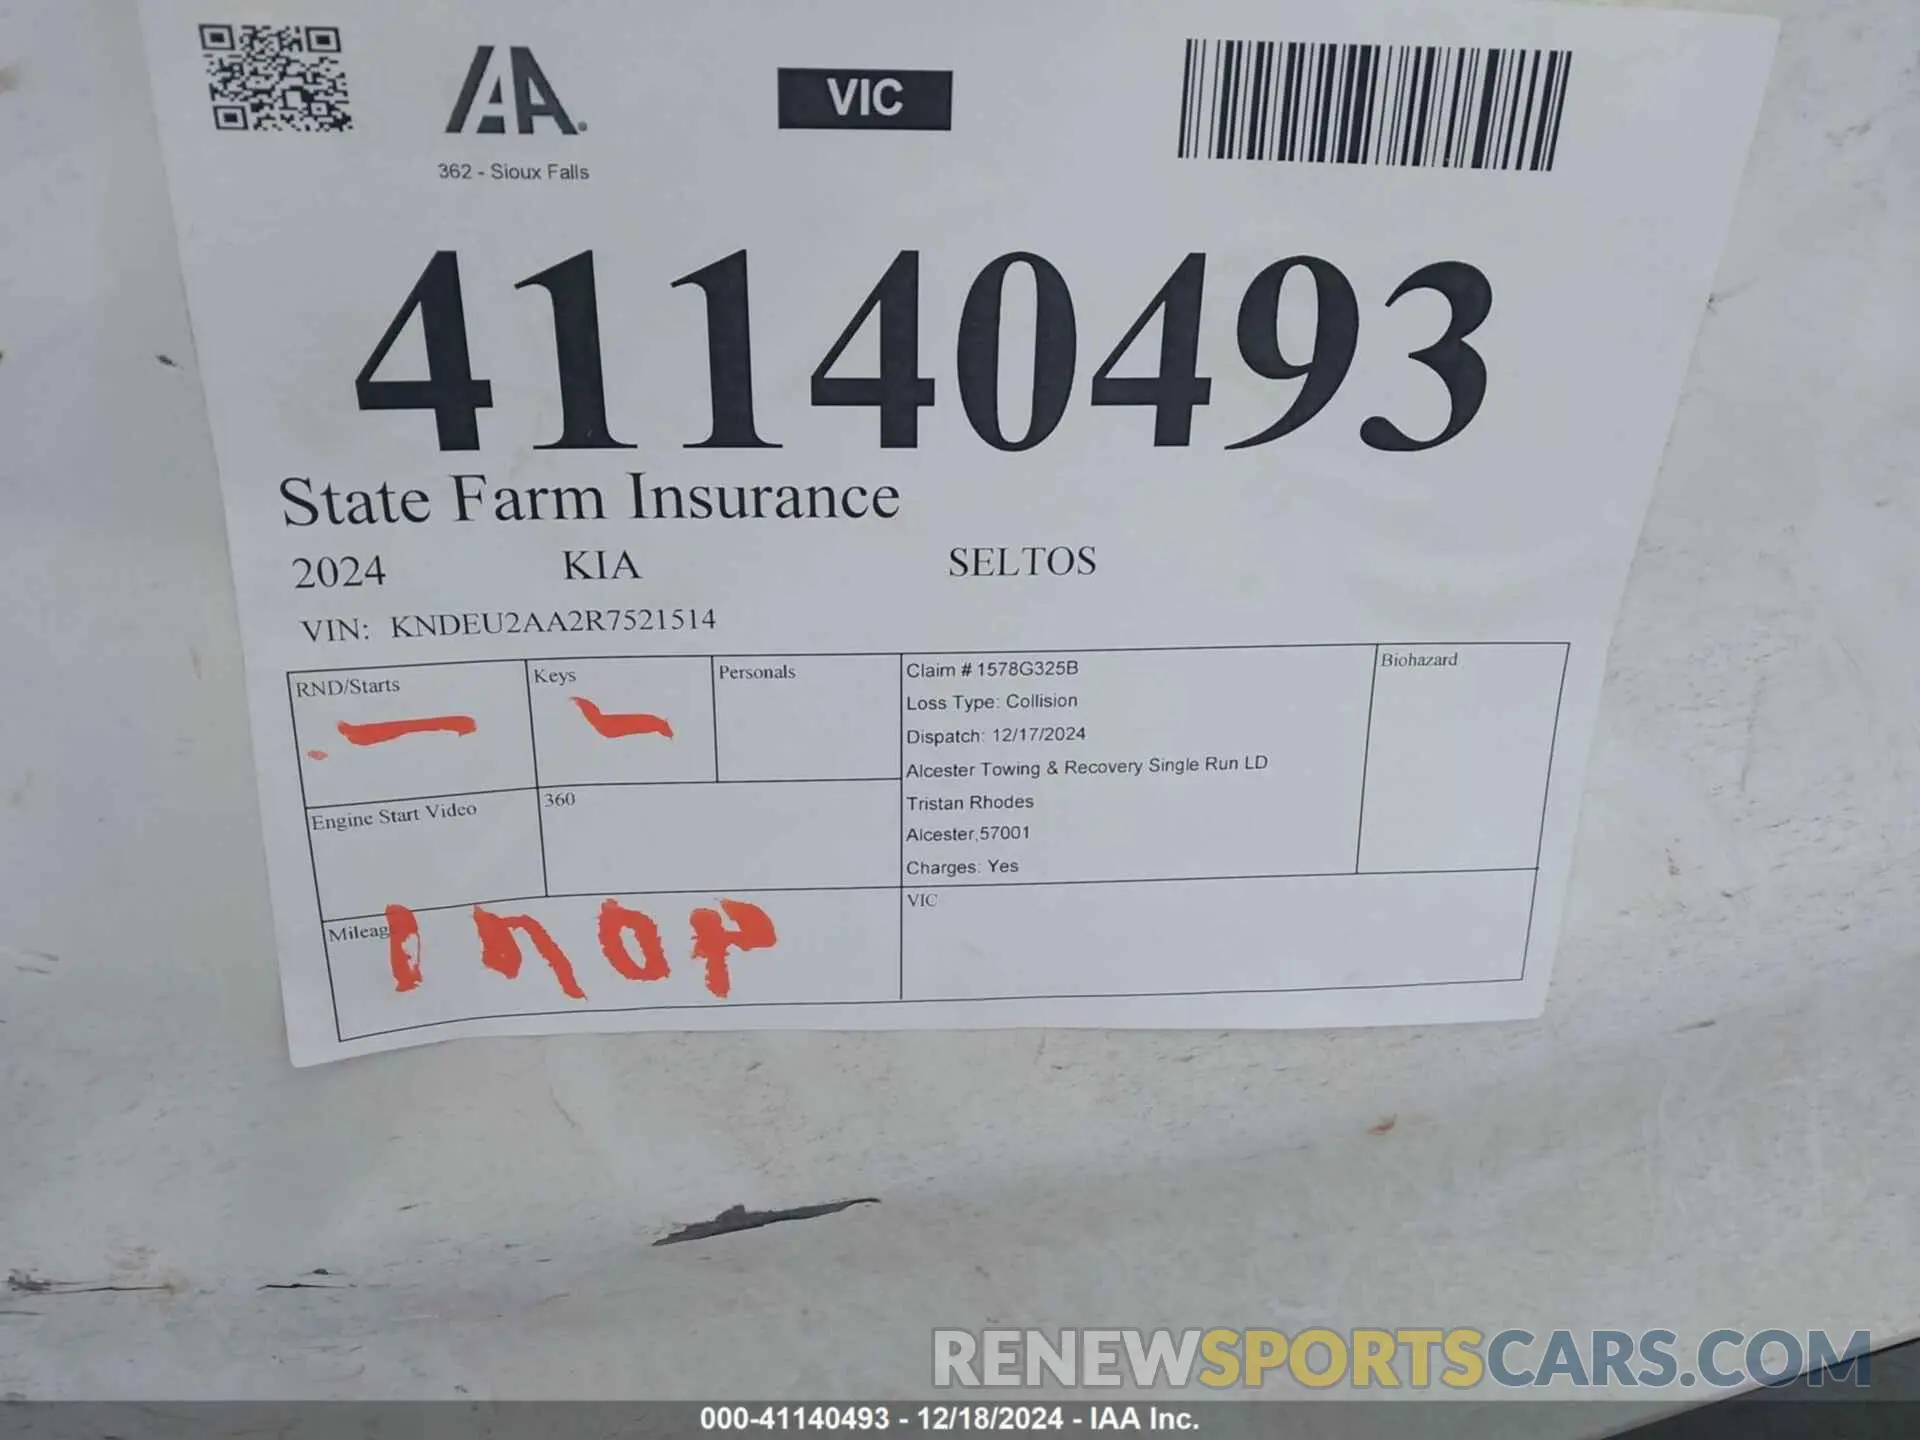 IAA.
VIC
362 - Sioux Falls
41140493
State Farm Insurance
2024 KIA SELTOS
VIN: KNDEU2AA2R7521514
RND/Starts
Keys
Personals
Claim # 1578G325B
Loss Type: Collision
Dispatch: 12/17/2024
Alcester Towing & Recovery Single Run LD
Tristan Rhodes
Alcester,57001
Charges: Yes
Biohazard
Engine Start Video
360
Mileag
Inop
VIC
RENEWSPORTSCARS.COM
000-41140493 - 12/18/2024 - IAA Inc.